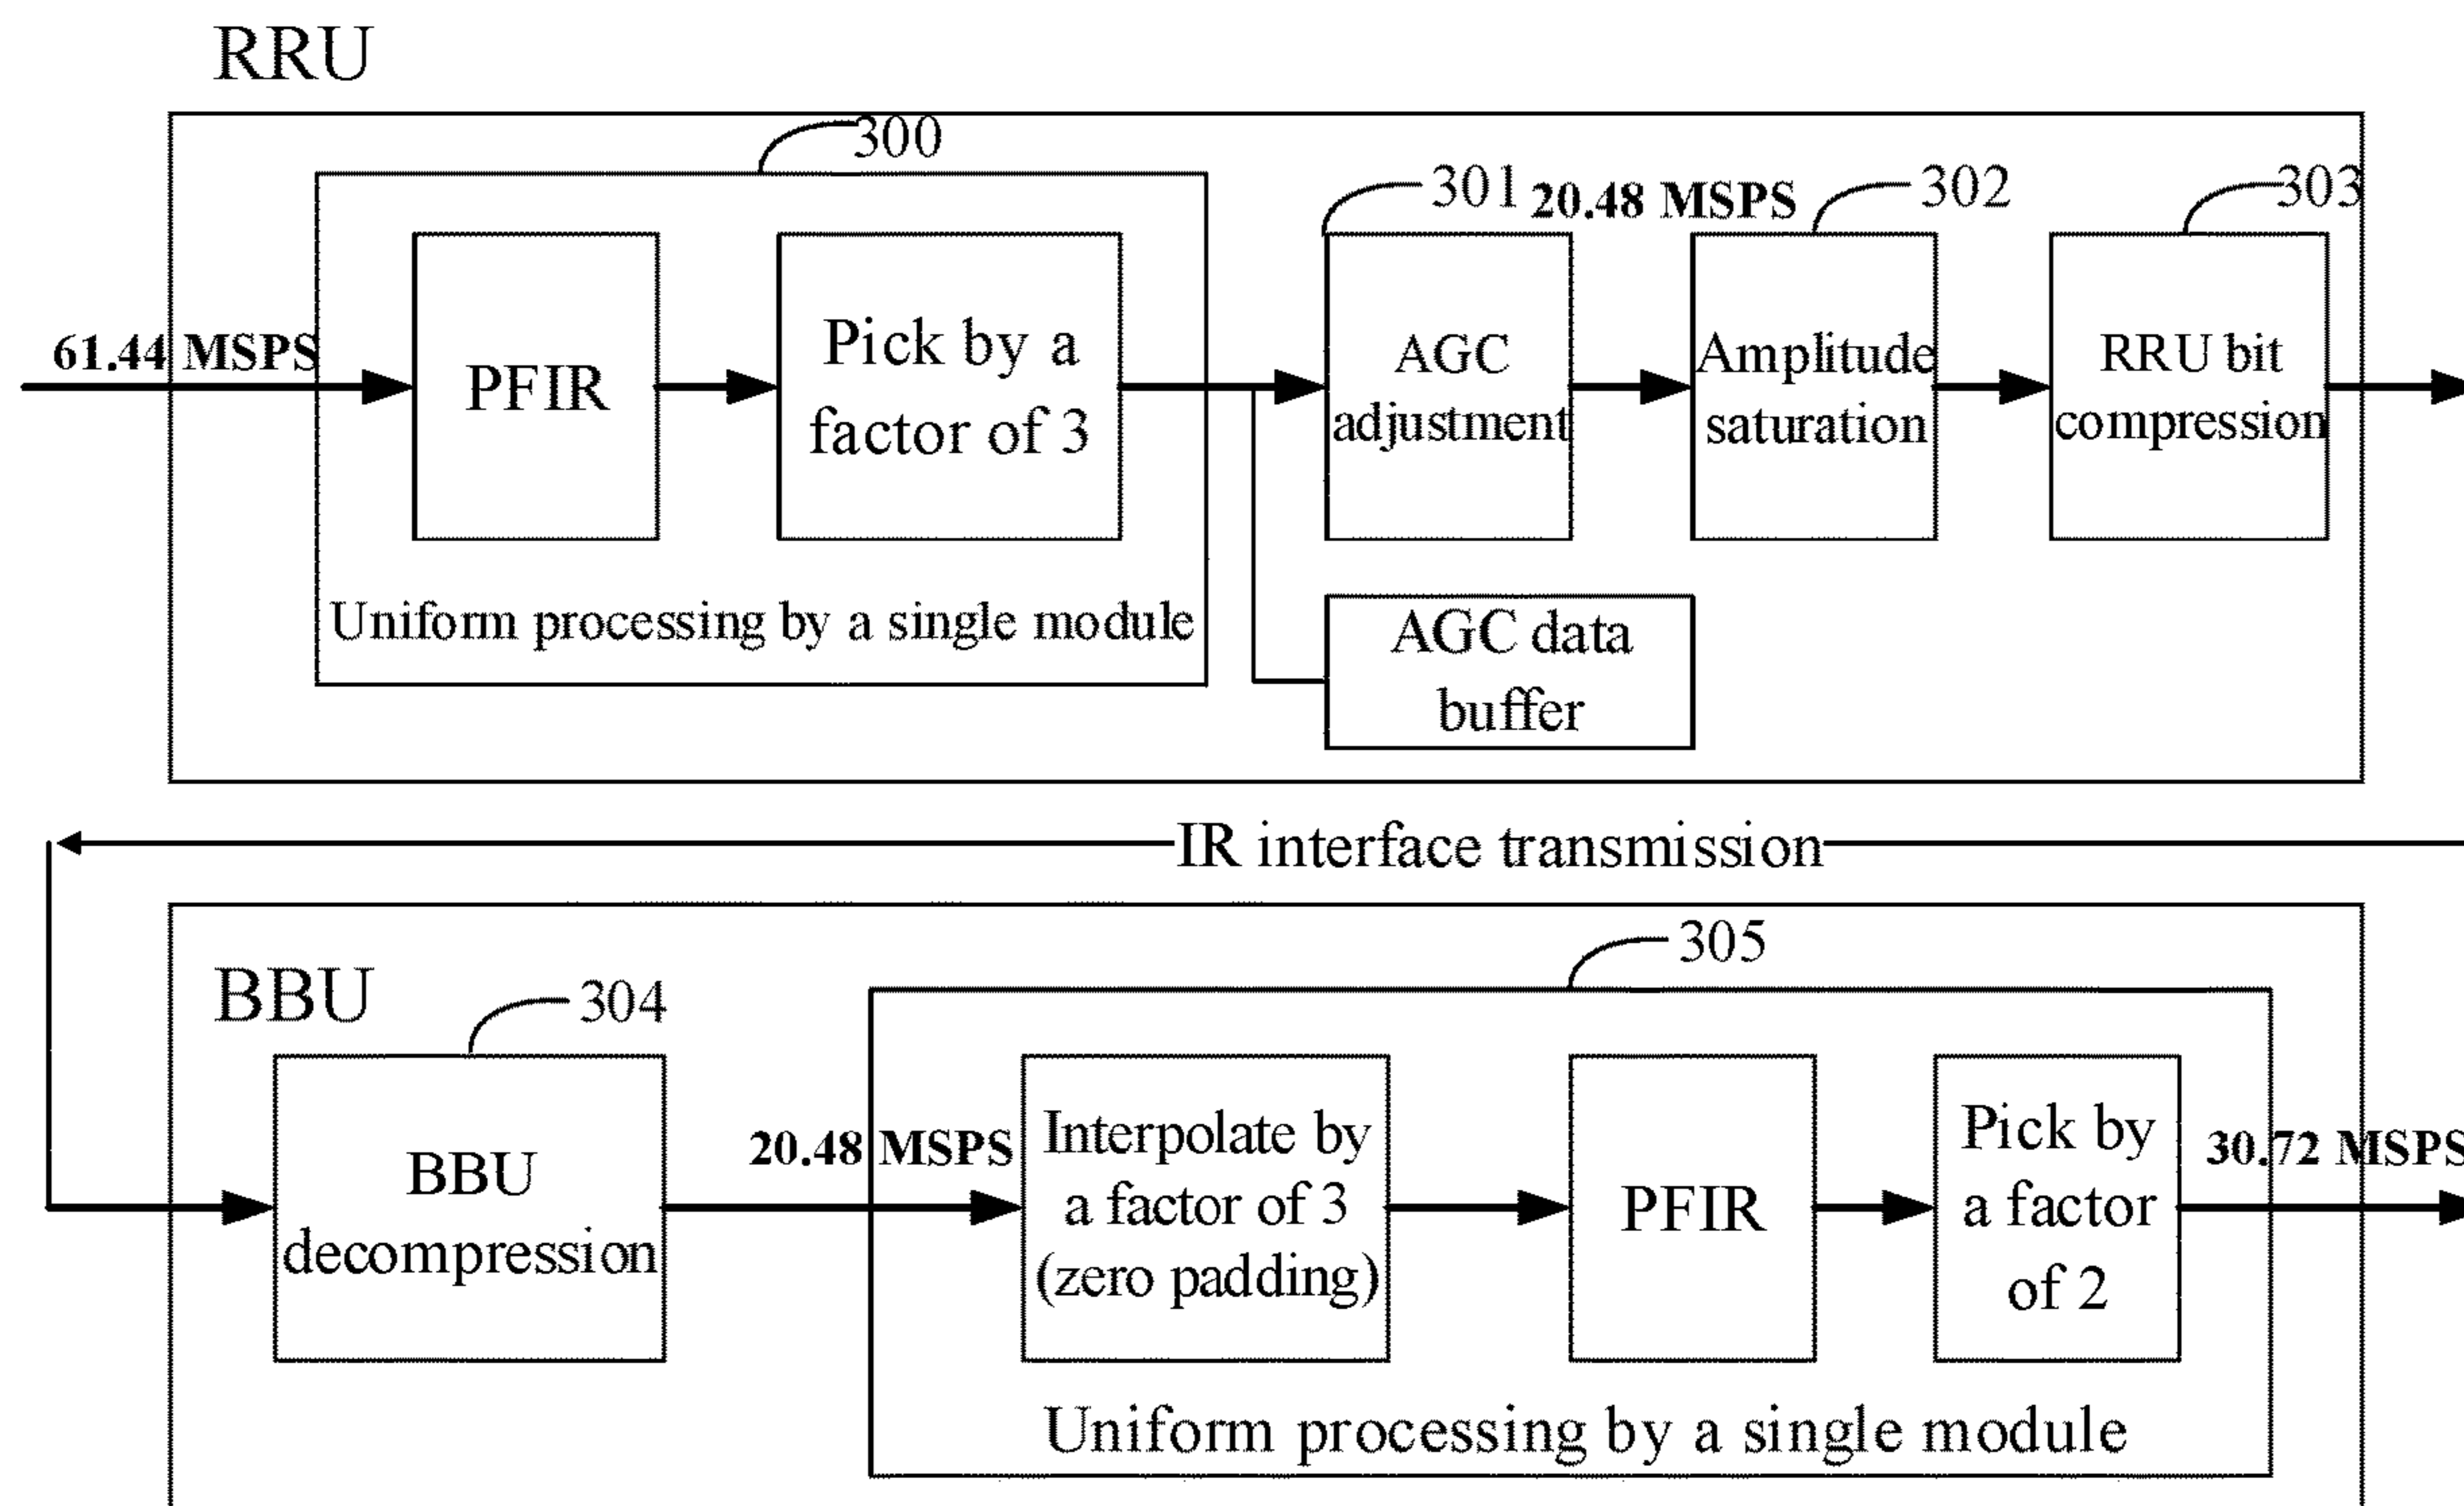 RRU
300
301
20.48 MSPS
302
303
61.44 MSPS
PFIR
Pick by a
factor of 3
AGC
adjustment
Amplitude
saturation
RRU bit
compression
Uniform processing by a single module
AGC data
buffer
IR interface transmission
BBU
304
305
BBU
decompression
20.48 MSPS
Interpolate by
a factor of 3
(zero padding)
PFIR
Pick by
a factor
of 2
30.72 MSPS
Uniform processing by a single module